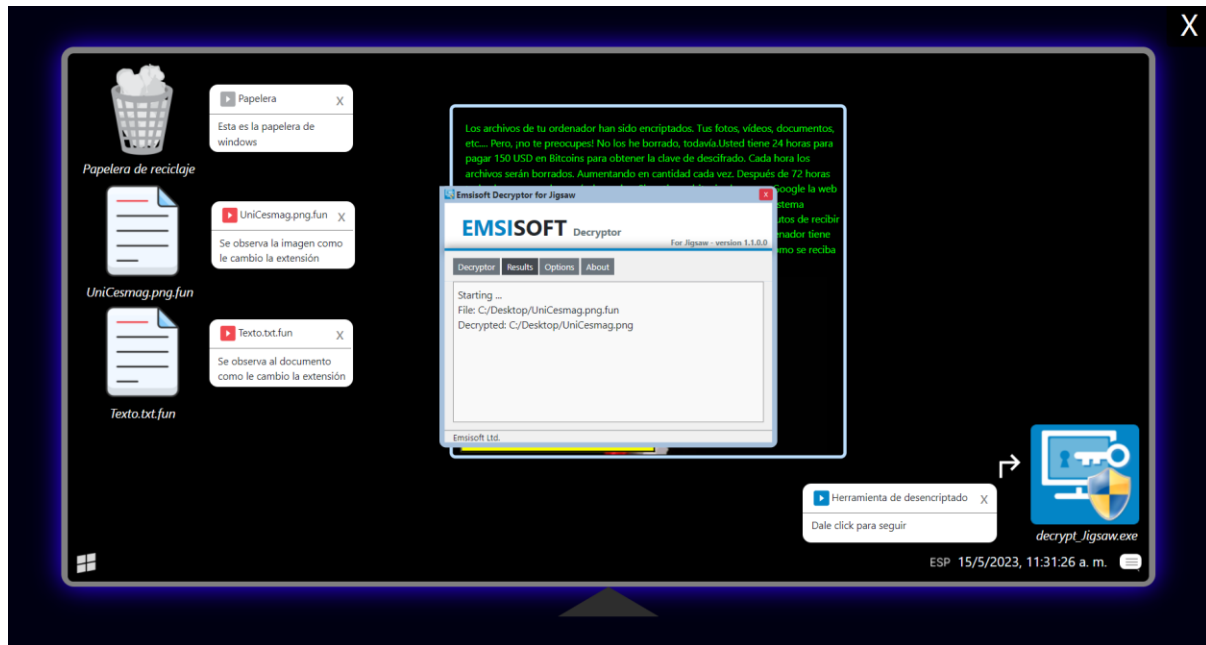 X
Papelera X
Esta es la papelera de
windows
Papelera de reciclaje
UniCesmag.png.fun X
Se observa la imagen como
le cambio la extensión
UniCesmag.png.fun
Texto.txt.fun X
Se observa al documento
como le cambio la extensión
Texto.txt.fun
Los archivos de tu ordenador han sido encriptados. Tus fotos, vídeos, documentos,
etc.... Pero, ¡no te preocupes! No los he borrado, todavía.Usted tiene 24 horas para
pagar 150 USD en Bitcoins para obtener la clave de descifrado. Cada hora los
archivos serán borrados. Aumentando en cantidad cada vez. Después de 72 horas
Google la web
stema
utos de recibir
enador tiene
omo se reciba
Emsisoft Decryptor for Jigsaw X
EMSISOFT Decryptor
For Jigsaw - version 1.1.0.0
Decryptor Results Options About
Starting ...
File: C:/Desktop/UniCesmag.png.fun
Decrypted: C:/Desktop/UniCesmag.png
Emsisoft Ltd.
Herramienta de desencriptado X
Dale click para seguir
decrypt_Jigsaw.exe
ESP 15/5/2023, 11:31:26 a. m.